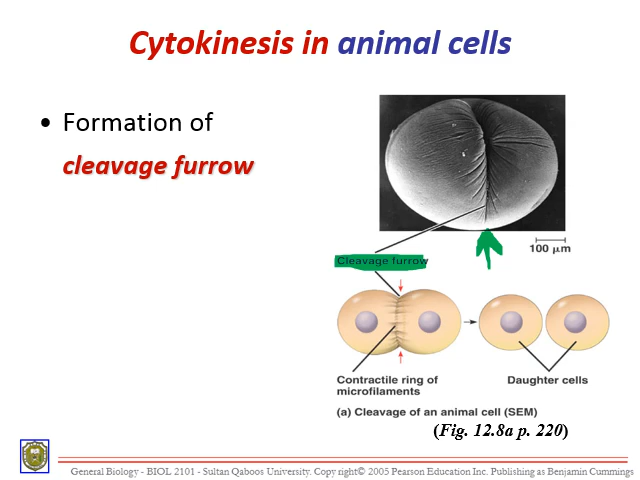 Cytokinesis in animal cells
• Formation of
cleavage furrow
100 μm
Cleavage furrow
Contractile ring of
microfilaments
Daughter cells
(a) Cleavage of an animal cell (SEM)
(Fig. 12.8a p. 220)
General Biology - BIOL 2101 - Sultan Qaboos University. Copyright© 2005 Pearson Education Inc. Publishing as Benjamin Cummings